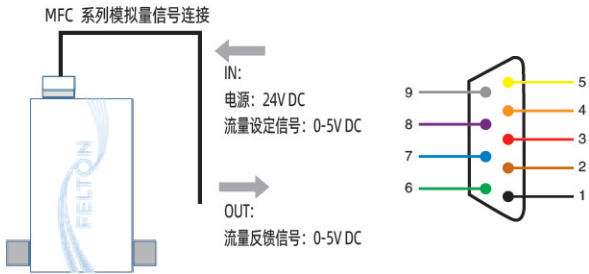 MFC 系列模拟量信号连接
IN:
电源：24V DC
流量设定信号：0-5V DC
OUT:
流量反馈信号：0-5V DC
FELTON
9
8
7
6
5
4
3
2
1